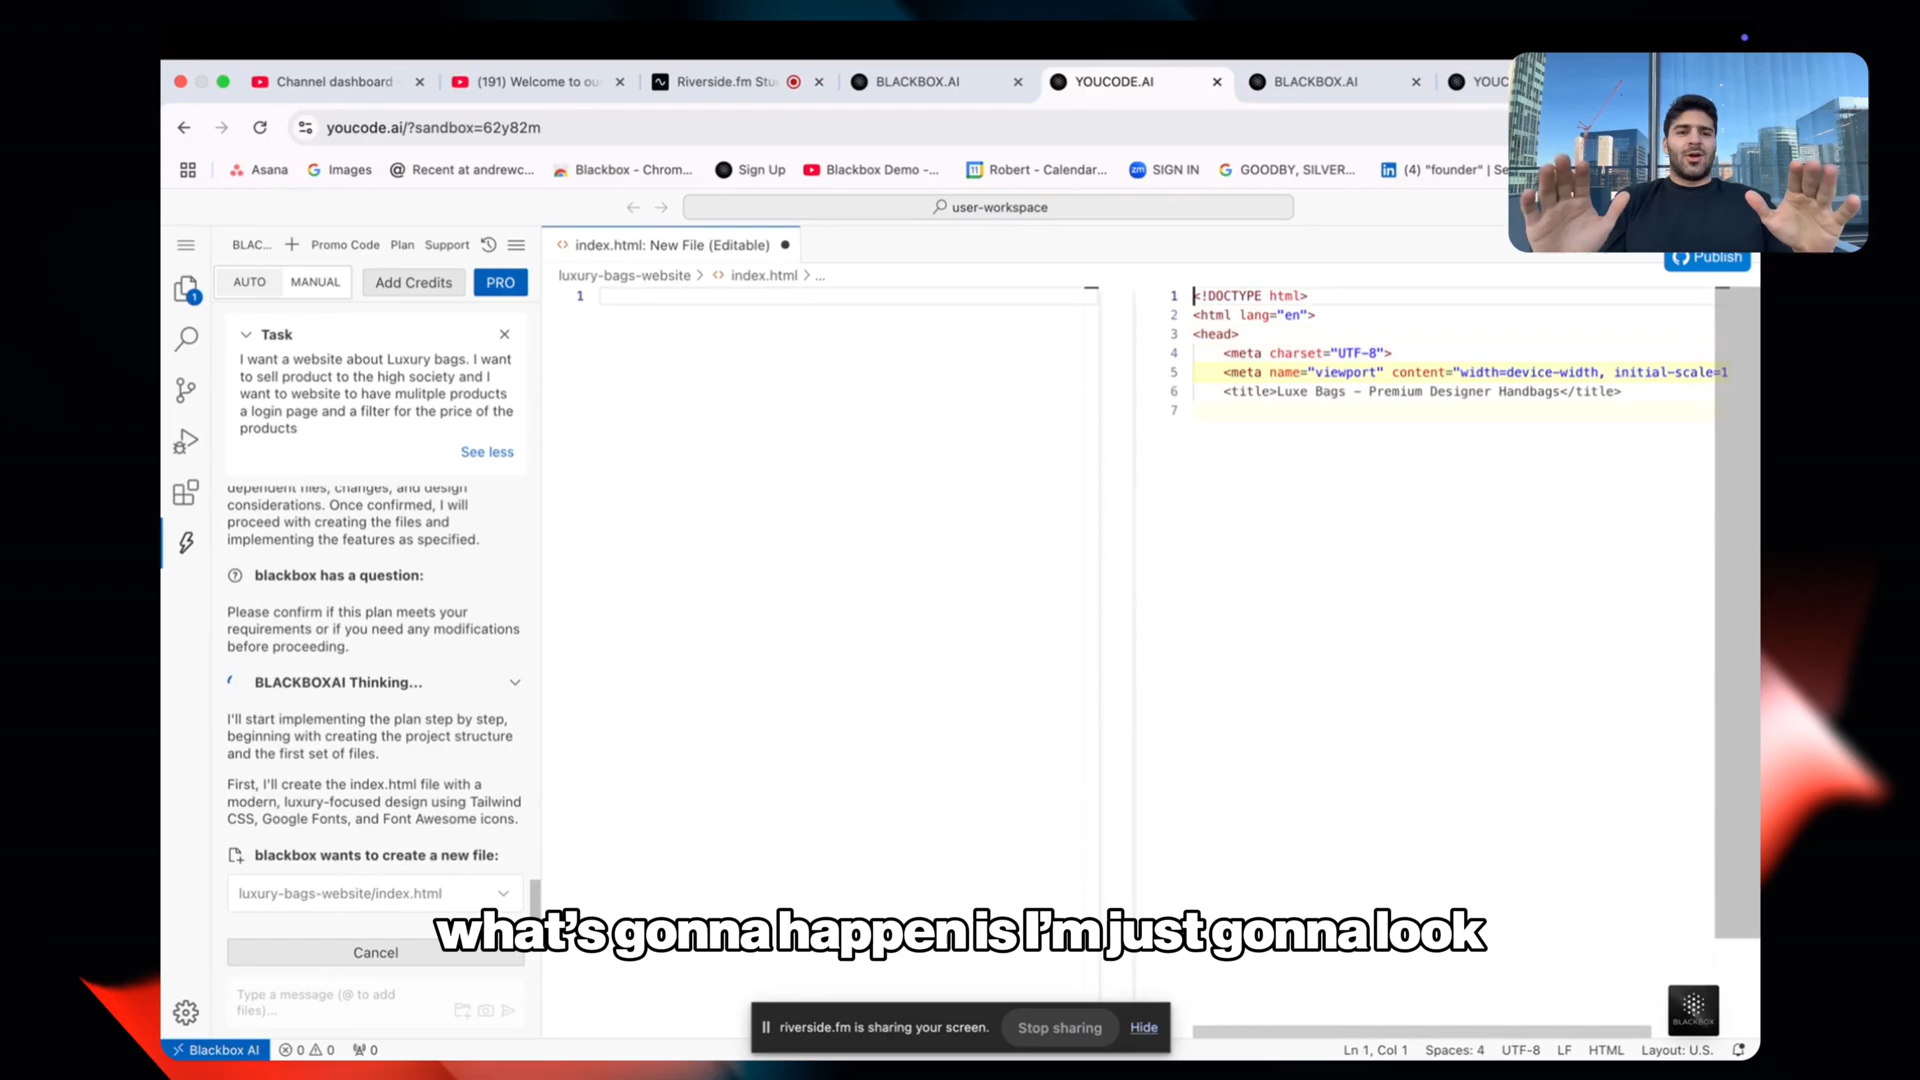 Channel dashboard
(191) Welcome to ou
Riverside.fm Stu
BLACKBOX.AI
YOUCODE.AI
BLACKBOX.AI
YOUC
youcode.ai/?sandbox=62y82m
Asana
Images
Recent at andrewc...
Blackbox - Chrom...
Sign Up
Blackbox Demo -...
11
Robert - Calendar...
zm
SIGN IN
GOODBY, SILVER...
(4) "founder" | Se
user-workspace
BLAC...
Promo Code
Plan
Support
index.html: New File (Editable)
Publish
luxury-bags-website > index.html > ...
AUTO
MANUAL
Add Credits
PRO
1
Task
I want a website about Luxury bags. I want
to sell product to the high society and I
want to website to have mulitple products
a login page and a filter for the price of the
products
See less
dependent files, changes, and design
considerations. Once confirmed, I will
proceed with creating the files and
implementing the features as specified.
blackbox has a question:
Please confirm if this plan meets your
requirements or if you need any modifications
before proceeding.
BLACKBOXAI Thinking...
I'll start implementing the plan step by step,
beginning with creating the project structure
and the first set of files.
First, I'll create the index.html file with a
modern, luxury-focused design using Tailwind
CSS, Google Fonts, and Font Awesome icons.
blackbox wants to create a new file:
luxury-bags-website/index.html
Cancel
Type a message (@ to add
files)...
1
1 <!DOCTYPE html>
2 <html lang="en">
3 <head>
4 <meta charset="UTF-8">
5 <meta name="viewport" content="width=device-width, initial-scale=1
6 <title>Luxe Bags - Premium Designer Handbags</title>
7
what's gonna happen is I'm just gonna look
riverside.fm is sharing your screen.
Stop sharing
Hide
BLACKBOX
Blackbox AI
0
0
0
Ln 1, Col 1
Spaces: 4
UTF-8
LF
HTML
Layout: U.S.